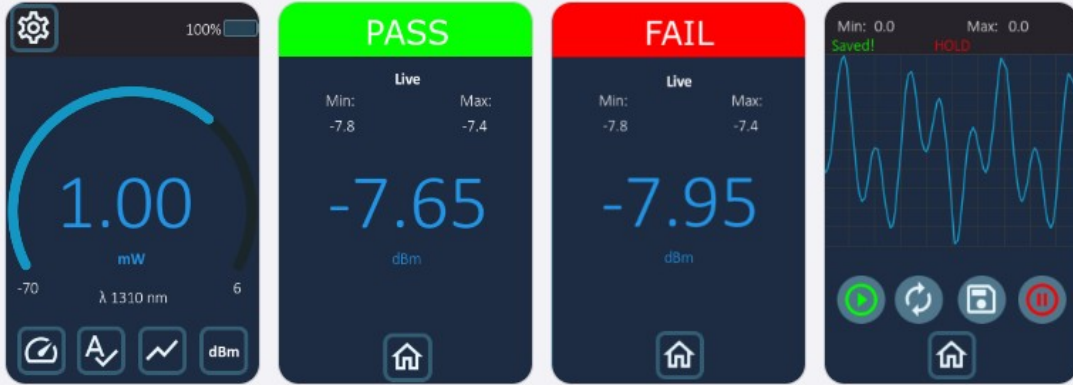 100%
1.00
mW
-70
λ 1310 nm
6
A
dBm
PASS
Live
Min: Max:
-7.8 -7.4
-7.65
dBm
FAIL
Live
Min: Max:
-7.8 -7.4
-7.95
dBm
Min: 0.0 Max: 0.0
Saved! HOLD